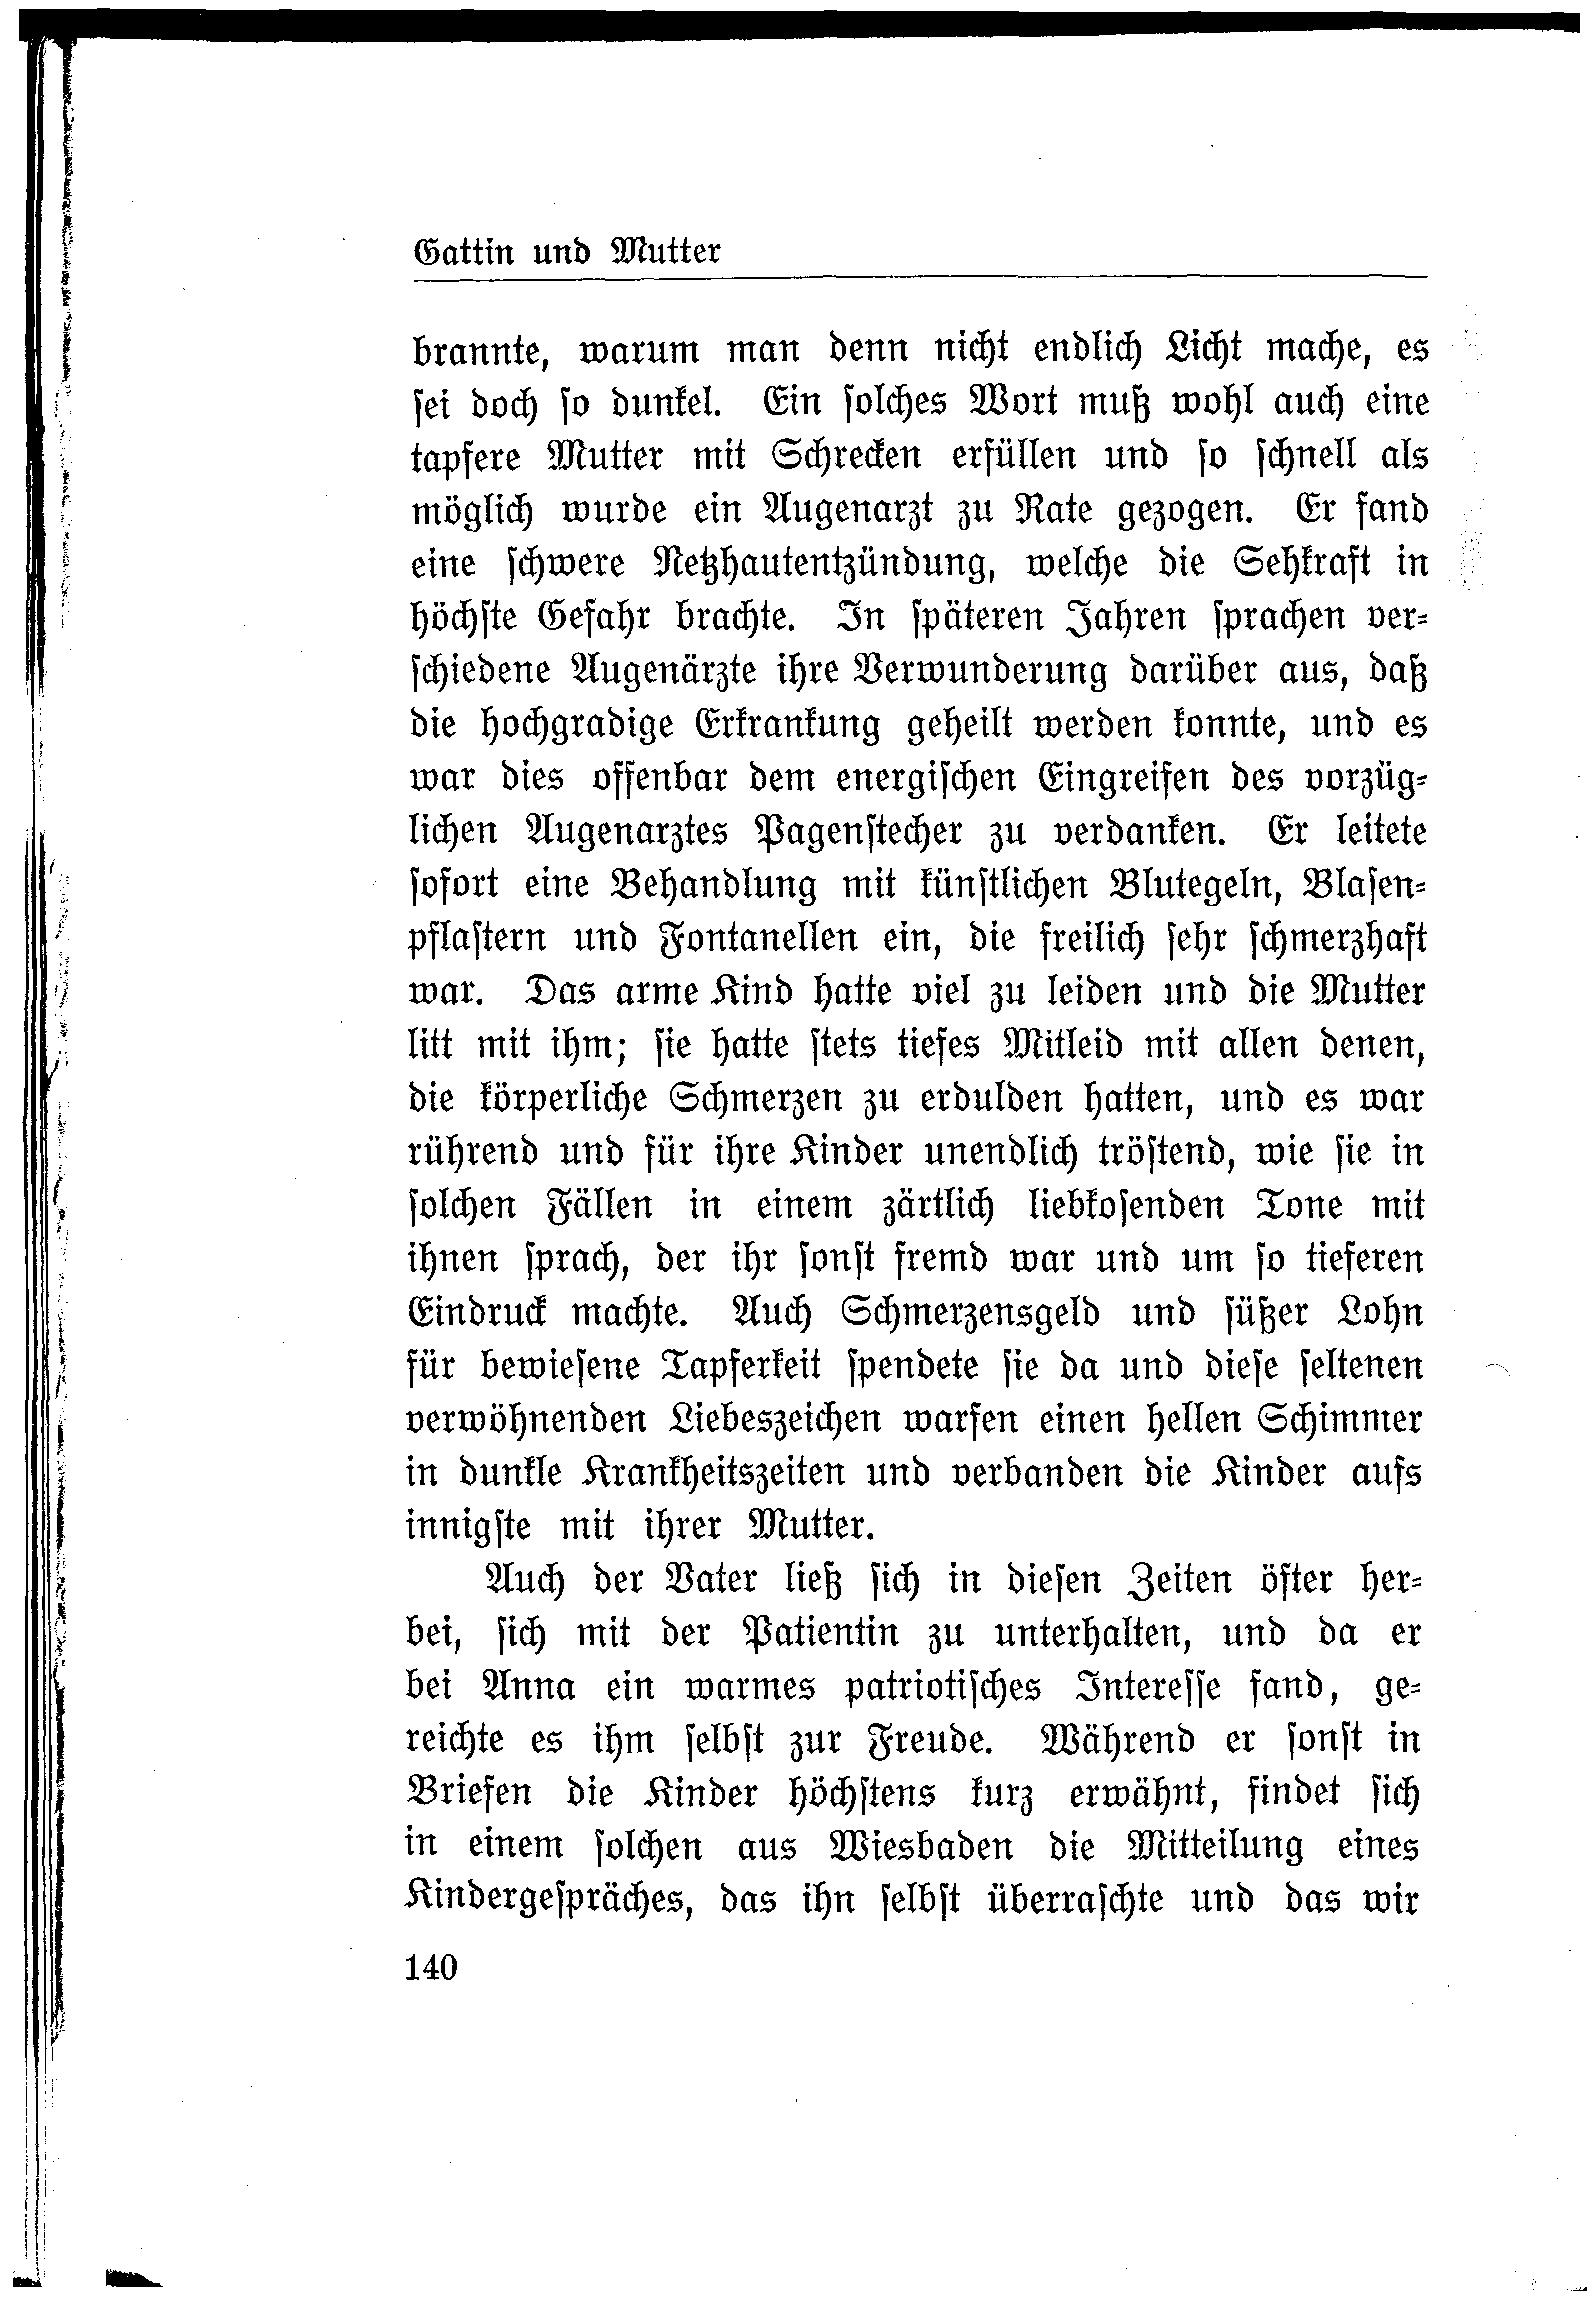 Gattin und Mutter
brannte, warum man denn nicht endlich Licht mache, es
sei doch so dunkel. Ein solches Wort muß wohl auch eine
tapfere Mutter mit Schrecken erfüllen und so schnell als
möglich wurde ein Augenarzt zu Rate gezogen. Er fand
eine schwere Netzhautentzündung, welche die Sehkraft in
höchste Gefahr brachte. In späteren Jahren sprachen ver-
schiedene Augenärzte ihre Verwunderung darüber aus, daß
die hochgradige Erkrankung geheilt werden konnte, und es
war dies offenbar dem energischen Eingreifen des vorzüg-
lichen Augenarztes Pagenstecher zu verdanken. Er leitete
sofort eine Behandlung mit künstlichen Blutegeln, Blasen-
pflastern und Fontanellen ein, die freilich sehr schmerzhaft
war. Das arme Kind hatte viel zu leiden und die Mutter
litt mit ihm; sie hatte stets tiefes Mitleid mit allen denen,
die körperliche Schmerzen zu erdulden hatten, und es war
rührend und für ihre Kinder unendlich tröstend, wie sie in
solchen Fällen in einem zärtlich liebkosenden Tone mit
ihnen sprach, der ihr sonst fremd war und um so tieferen
Eindruck machte. Auch Schmerzensgeld und süßer Lohn
für bewiesene Tapferkeit spendete sie da und diese seltenen
verwöhnenden Liebeszeichen warfen einen hellen Schimmer
in dunkle Krankheitszeiten und verbanden die Kinder aufs
innigste mit ihrer Mutter.
Auch der Vater ließ sich in diesen Zeiten öfter her-
bei, sich mit der Patientin zu unterhalten, und da er
bei Anna ein warmes patriotisches Interesse fand, ge-
reichte es ihm selbst zur Freude. Während er sonst in
Briefen die Kinder höchstens kurz erwähnt, findet sich
in einem solchen aus Wiesbaden die Mitteilung eines
Kindergespräches, das ihn selbst überraschte und das wir
140